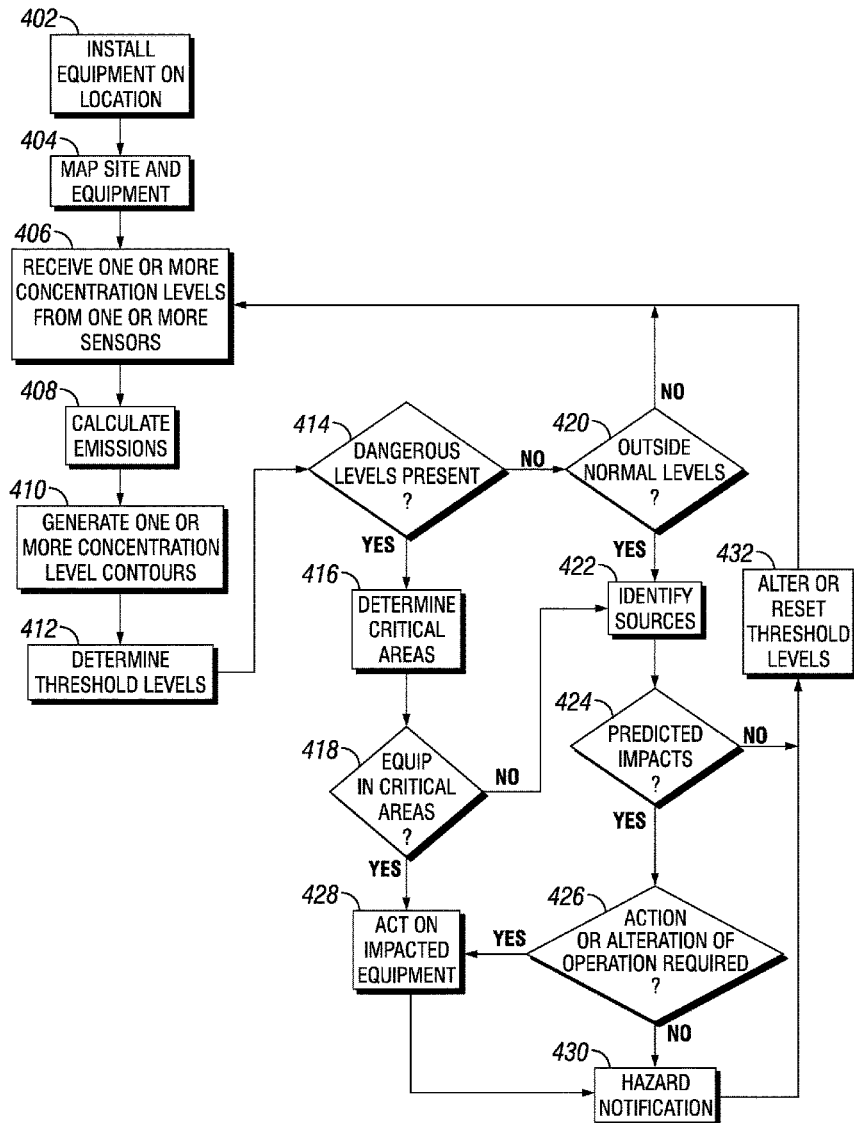 402
INSTALL
EQUIPMENT ON
LOCATION
404
MAP SITE AND
EQUIPMENT
406
RECEIVE ONE OR MORE
CONCENTRATION LEVELS
FROM ONE OR MORE
SENSORS
408
CALCULATE
EMISSIONS
410
GENERATE ONE OR
MORE CONCENTRATION
LEVEL CONTOURS
412
DETERMINE
THRESHOLD LEVELS
414
DANGEROUS
LEVELS PRESENT
?
NO
YES
416
DETERMINE
CRITICAL
AREAS
418
EQUIP
IN CRITICAL
AREAS
?
NO
YES
420
OUTSIDE
NORMAL LEVELS
?
NO
YES
422
IDENTIFY
SOURCES
424
PREDICTED
IMPACTS
?
NO
YES
426
ACTION
OR ALTERATION OF
OPERATION REQUIRED
?
YES
NO
428
ACT ON
IMPACTED
EQUIPMENT
430
HAZARD
NOTIFICATION
432
ALTER OR
RESET
THRESHOLD
LEVELS